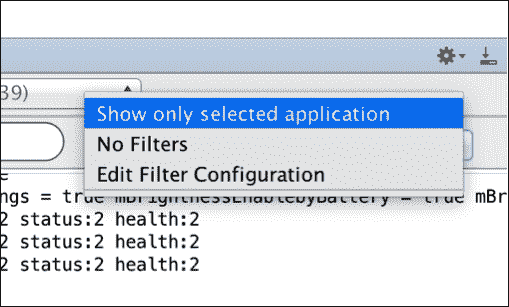 39)
Show only selected application
No Filters
Edit Filter Configuration
ngs = true mBrightnessEnablebyBattery = true mBr
2 status:2 health:2
2 status:2 health:2
2 status:2 health:2